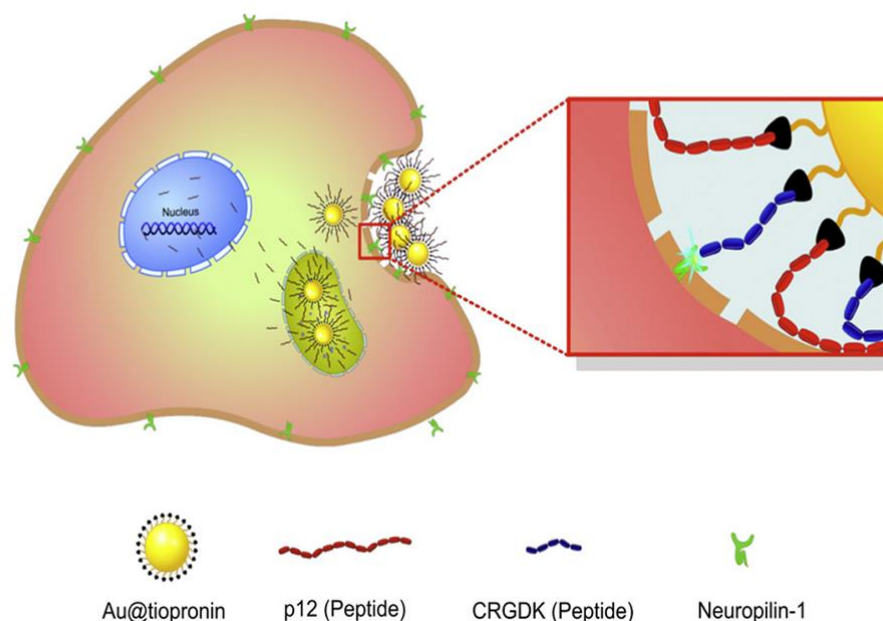 Nucleus
Au@tiopronin
p12 (Peptide)
CRGDK (Peptide)
Neuropilin-1